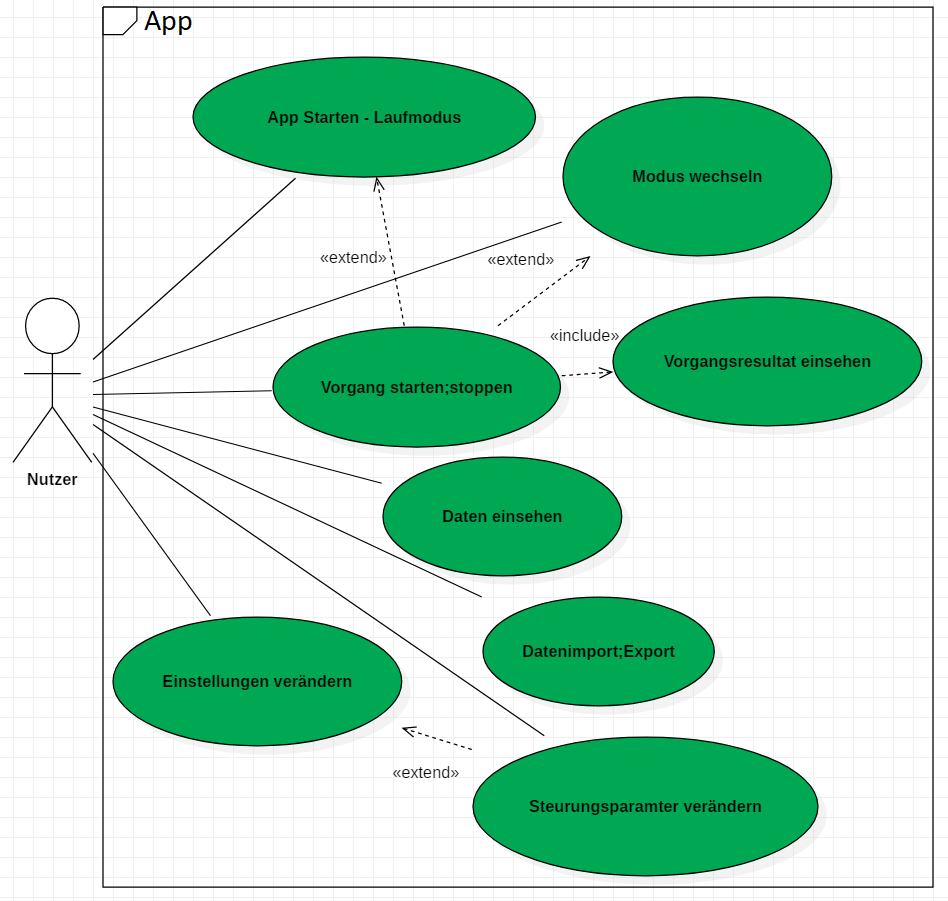 App
App Starten - Laufmodus
Modus wechseln
«extend»
«extend»
«include»
Vorgangsresultat einsehen
Vorgang starten;stoppen
Nutzer
Daten einsehen
Datenimport;Export
Einstellungen verändern
«extend»
Steurungsparamter verändern